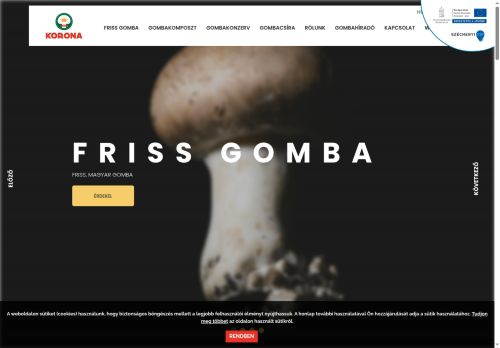 KORONA
FRISS GOMBA GOMBAKOMPOSZT GOMBAKONZERV GOMBACSÍRA RÓLUNK GOMBAHÍRADÓ KAPCSOLAT
SZÉCHENYI
FRISS GOMBA
FRISS, MAGYAR GOMBA
ÉRDEKEL
ELŐZŐ
KÖVETKEZŐ
A weboldalon sütiket (cookies) használunk, hogy biztonságos böngészés mellett a legjobb felhasználói élményt nyújthassuk. A honlap további használatával Ön hozzájárulását adja a sütik használatához. Tudjon
meg többet az oldalon használt sütikről.
RENDBEN